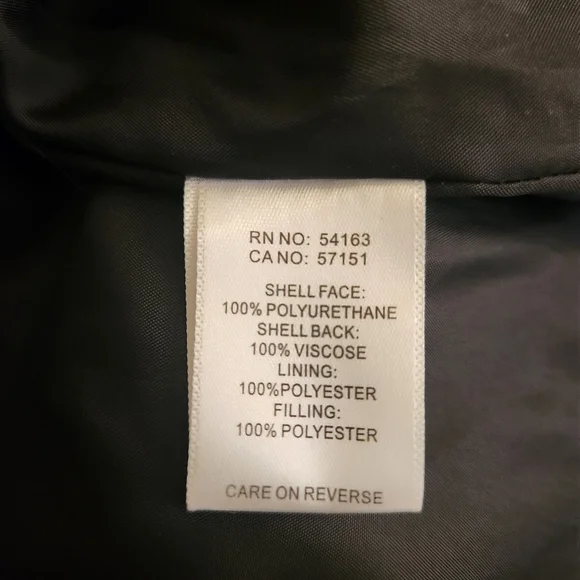 RN NO: 54163
CA NO: 57151
SHELL FACE:
100% POLYURETHANE
SHELL BACK:
100% VISCOSE
LINING:
100%POLYESTER
FILLING:
100% POLYESTER
CARE ON REVERSE